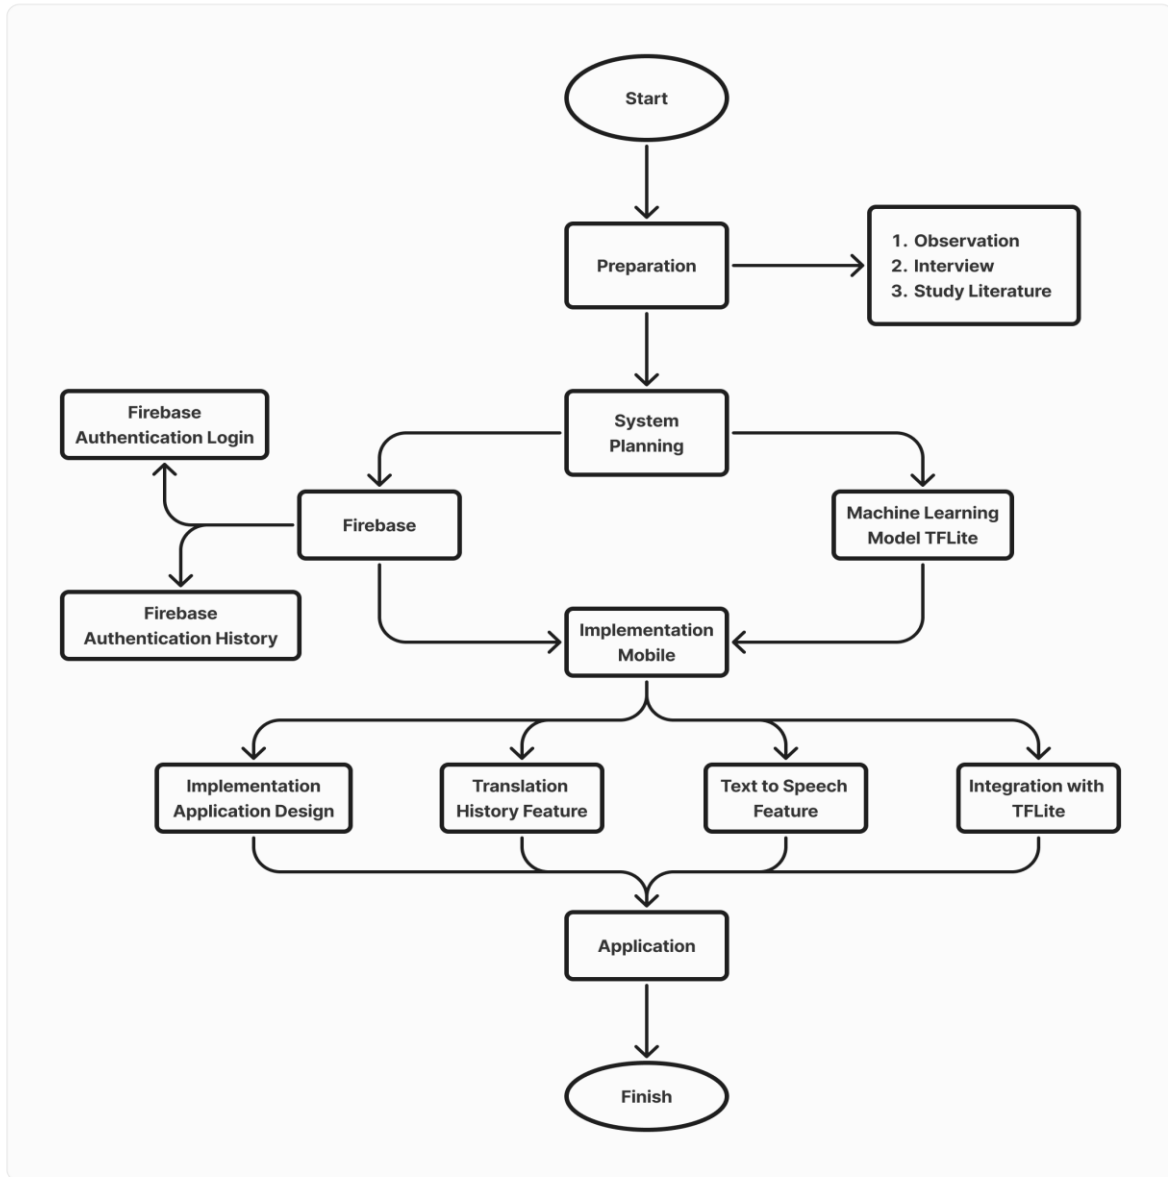 Start
Preparation
1. Observation
2. Interview
3. Study Literature
System
Planning
Firebase
Authentication Login
Firebase
Machine Learning
Model TFLite
Firebase
Authentication History
Implementation
Mobile
Implementation
Application Design
Translation
History Feature
Text to Speech
Feature
Integration with
TFLite
Application
Finish